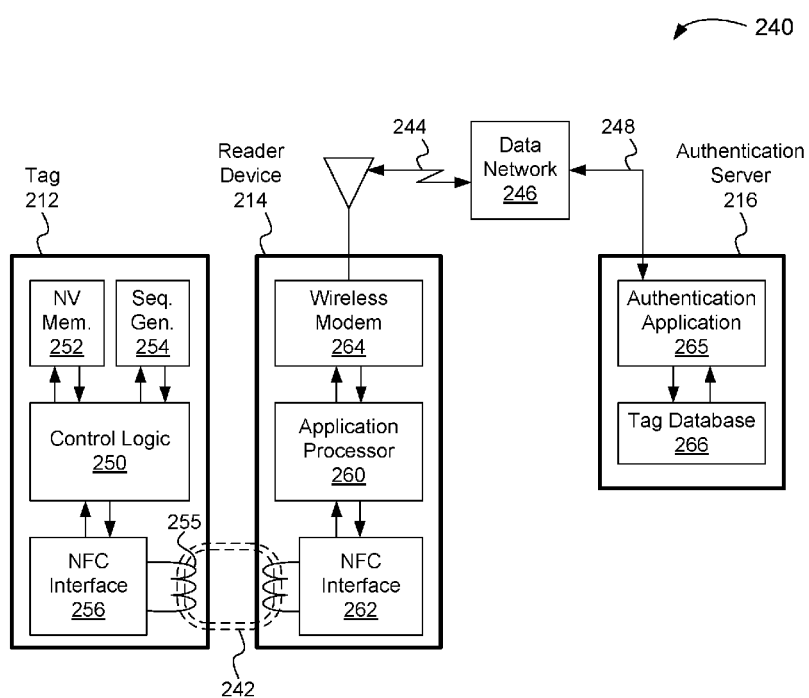 240
244
Data
Network
246
248
Tag
212
Reader
Device
214
Authentication
Server
216
NV
Mem.
252
Seq.
Gen.
254
Wireless
Modem
264
Authentication
Application
265
Control Logic
250
Application
Processor
260
Tag Database
266
255
NFC
Interface
256
NFC
Interface
262
242